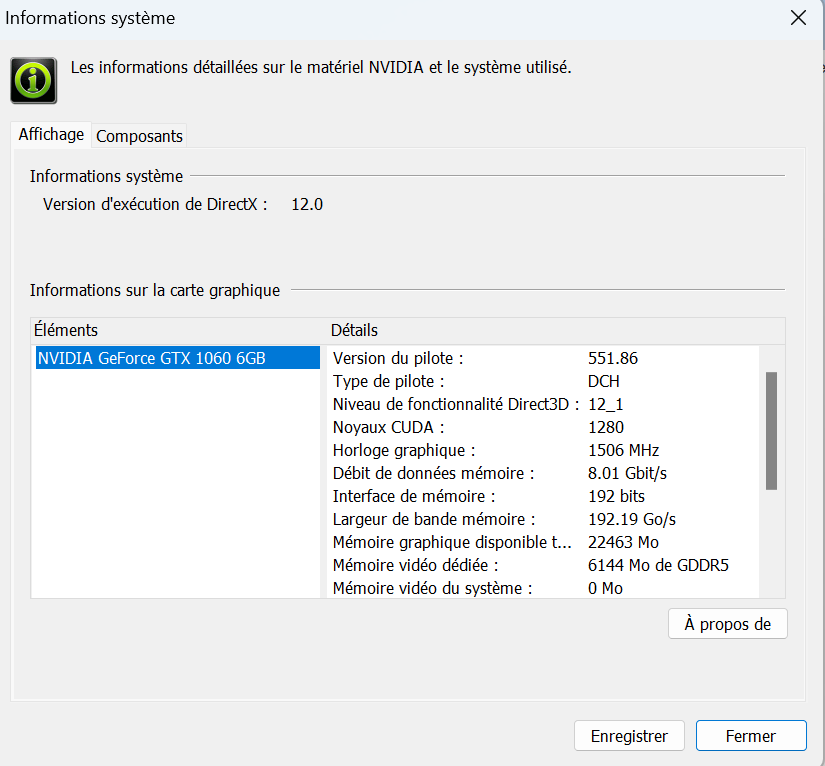 Informations système
Les informations détaillées sur le matériel NVIDIA et le système utilisé.
Affichage
Composants
Informations système
Version d'exécution de DirectX : 12.0
Informations sur la carte graphique
Éléments Détails
NVIDIA GeForce GTX 1060 6GB
Version du pilote : 551.86
Type de pilote : DCH
Niveau de fonctionnalité Direct3D : 12_1
Noyaux CUDA : 1280
Horloge graphique : 1506 MHz
Débit de données mémoire : 8.01 Gbit/s
Interface de mémoire : 192 bits
Largeur de bande mémoire : 192.19 Go/s
Mémoire graphique disponible t... 22463 Mo
Mémoire vidéo dédiée : 6144 Mo de GDDR5
Mémoire vidéo du système : 0 Mo
À propos de
Enregistrer
Fermer